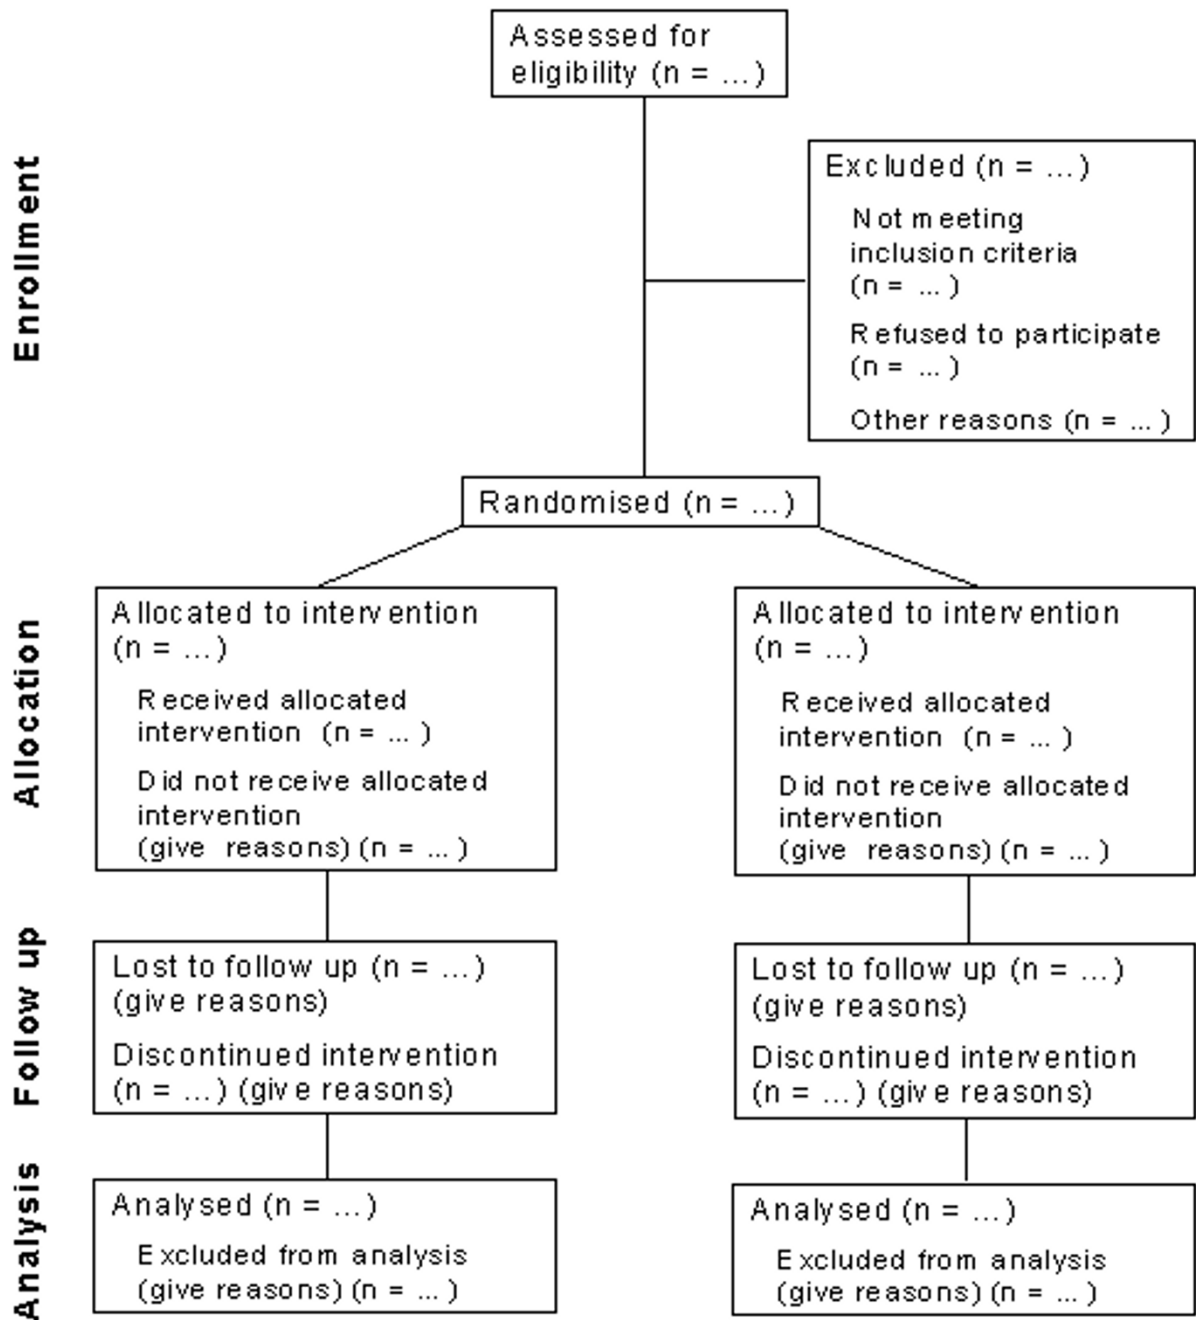 Assessed for
eligibility (n = ...)
Enrollment
Excluded (n = ...)
Not meeting
inclusion criteria
(n = ... )
Refused to participate
(n = ... )
Other reasons (n = ... )
Randomised (n = ...)
Allocation
Allocated to intervention
(n = ...)
Received allocated
intervention (n = ... )
Did not receive allocated
intervention
(give reasons) (n = ... )
Allocated to intervention
(n = ...)
Received allocated
intervention (n = ... )
Did not receive allocated
intervention
(give reasons) (n = ... )
Follow up
Lost to follow up (n = ...)
(give reasons)
Discontinued intervention
(n = ...) (give reasons)
Lost to follow up (n = ...)
(give reasons)
Discontinued intervention
(n = ...) (give reasons)
Analysis
Analysed (n = ...)
Excluded from analysis
(give reasons) (n = ... )
Analysed (n = ...)
Excluded from analysis
(give reasons) (n = ... )